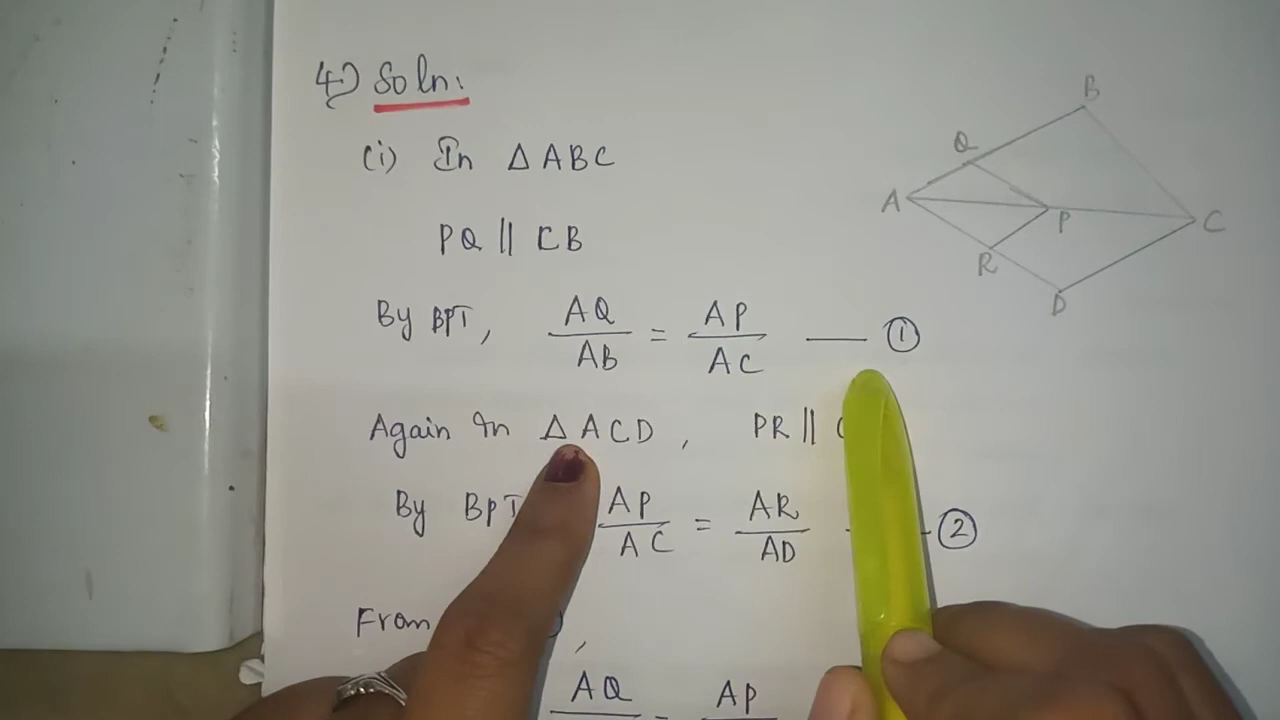 4) Soln:
(i) In Δ ABC
PQ || CB
By BPT, AQ/AB = AP/AC —— ①
Again In Δ ACD, PR ||
By BPT AP/AC = AR/AD — ②
From ,
AQ = AP
B
Q
A
P
C
R
D